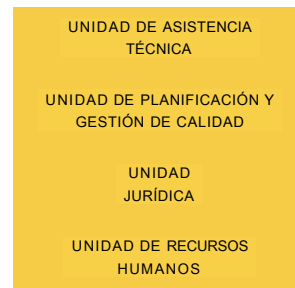 UNIDAD DE ASISTENCIA
TÉCNICA
UNIDAD DE PLANIFICACIÓN Y
GESTIÓN DE CALIDAD
UNIDAD
JURÍDICA
UNIDAD DE RECURSOS
HUMANOS